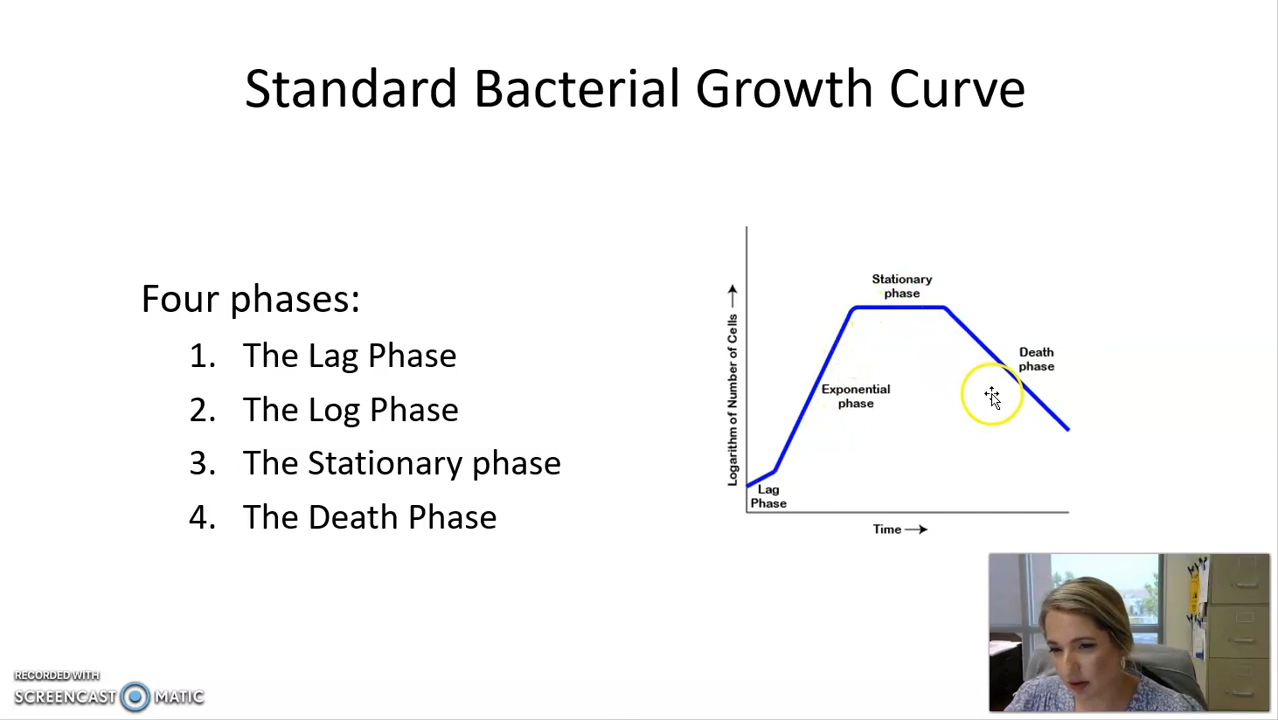 Standard Bacterial Growth Curve
Four phases:
1. The Lag Phase
2. The Log Phase
3. The Stationary phase
4. The Death Phase
Logarithm of Number of Cells
Stationary
phase
Death
phase
Exponential
phase
Lag
Phase
Time
RECORDED WITH
SCREENCAST MATIC